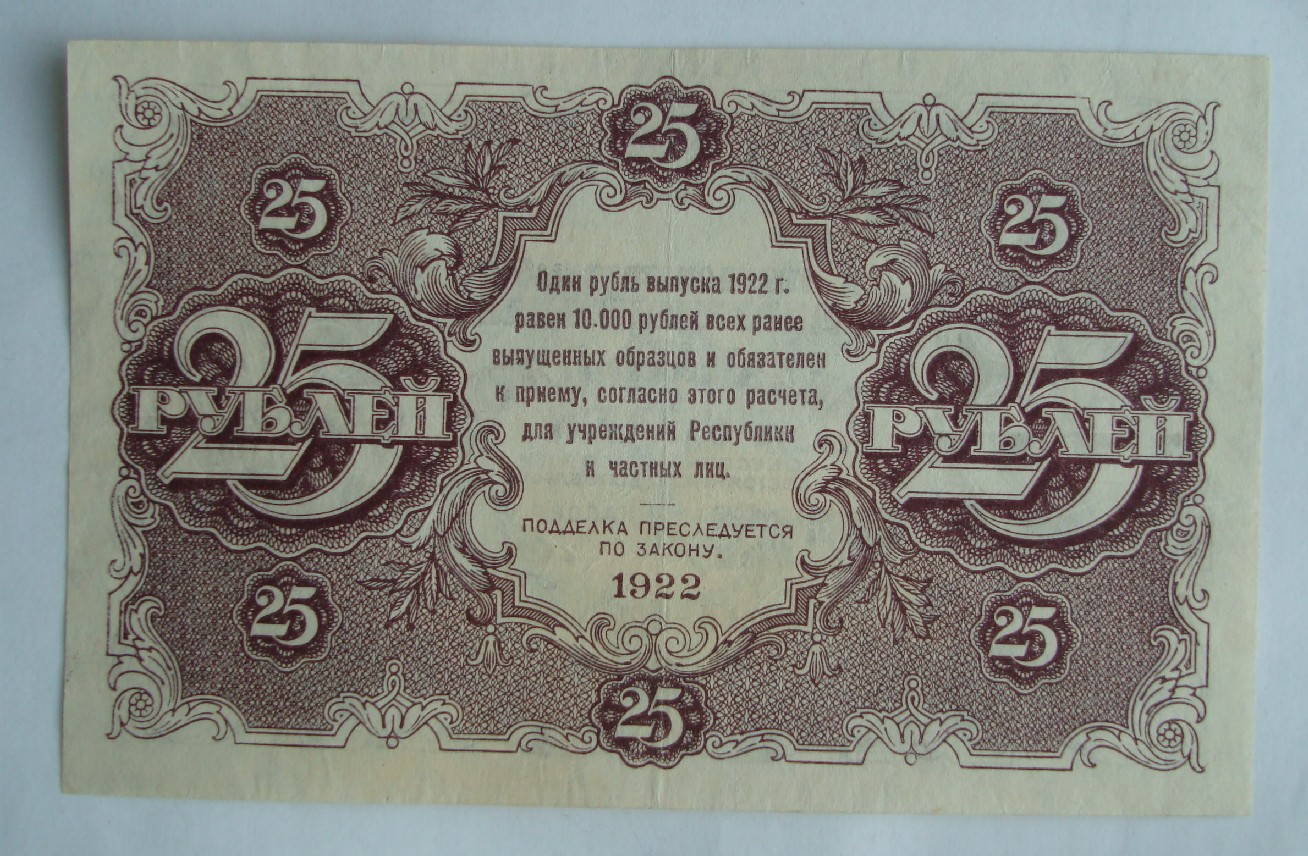 25
25
25
Один рубль выпуска 1922 г.
равен 10.000 рублей всех ранее
выпущенных образцов и обязателен
к приему, согласно этого расчета,
для учреждений Республики
и частных лиц.
25 РУБЛЕЙ
25 РУБЛЕЙ
ПОДДЕЛКА ПРЕСЛЕДУЕТСЯ
ПО ЗАКОНУ.
1922
25
25
25